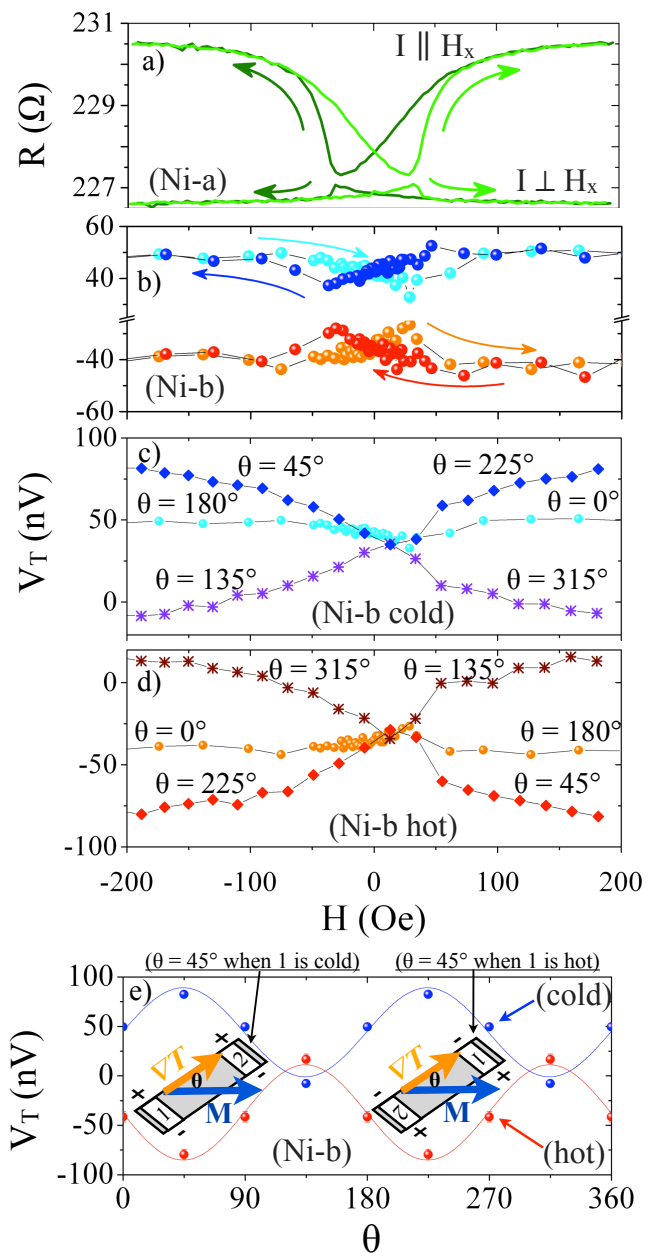 231
a)
I ∥ Hx
R (Ω)
229
(Ni-a)
I ⊥ Hx
227
60
b)
40
-40
(Ni-b)
-60
100
c)
θ = 45°
θ = 225°
θ = 180°
θ = 0°
50
VT (nV)
θ = 135°
θ = 315°
0
(Ni-b cold)
d)
θ = 315°
θ = 135°
0
θ = 0°
θ = 180°
-50
θ = 225°
θ = 45°
(Ni-b hot)
-100
-200 -100 0 100 200
H (Oe)
(θ = 45° when 1 is cold) (θ = 45° when 1 is hot)
100
e)
(cold)
50
- 2 - 1
∇T ∇T
+ θ + + θ +
VT (nV)
0
1 M 2 M
- -
-50
(Ni-b)
(hot)
-100
0 90 180 270 360
θ